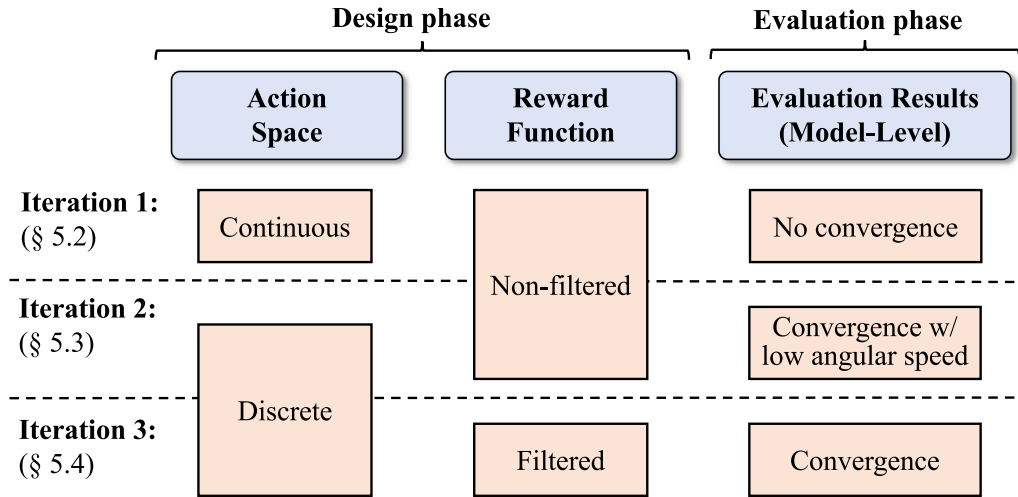 Design phase
Evaluation phase
Action
Space
Reward
Function
Evaluation Results
(Model-Level)
Iteration 1:
(§ 5.2)
Continuous
Non-filtered
No convergence
Iteration 2:
(§ 5.3)
Discrete
Convergence w/
low angular speed
Iteration 3:
(§ 5.4)
Filtered
Convergence